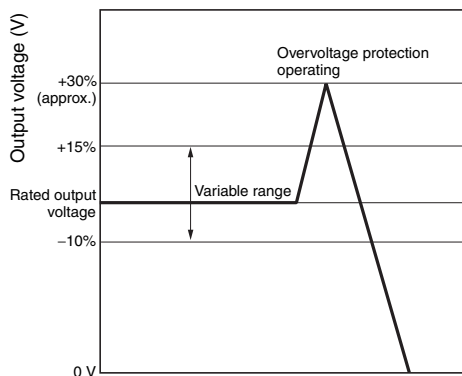 Output voltage (V)
Overvoltage protection
operating
+30%
(approx.)
+15%
Variable range
Rated output
voltage
−10%
0 V